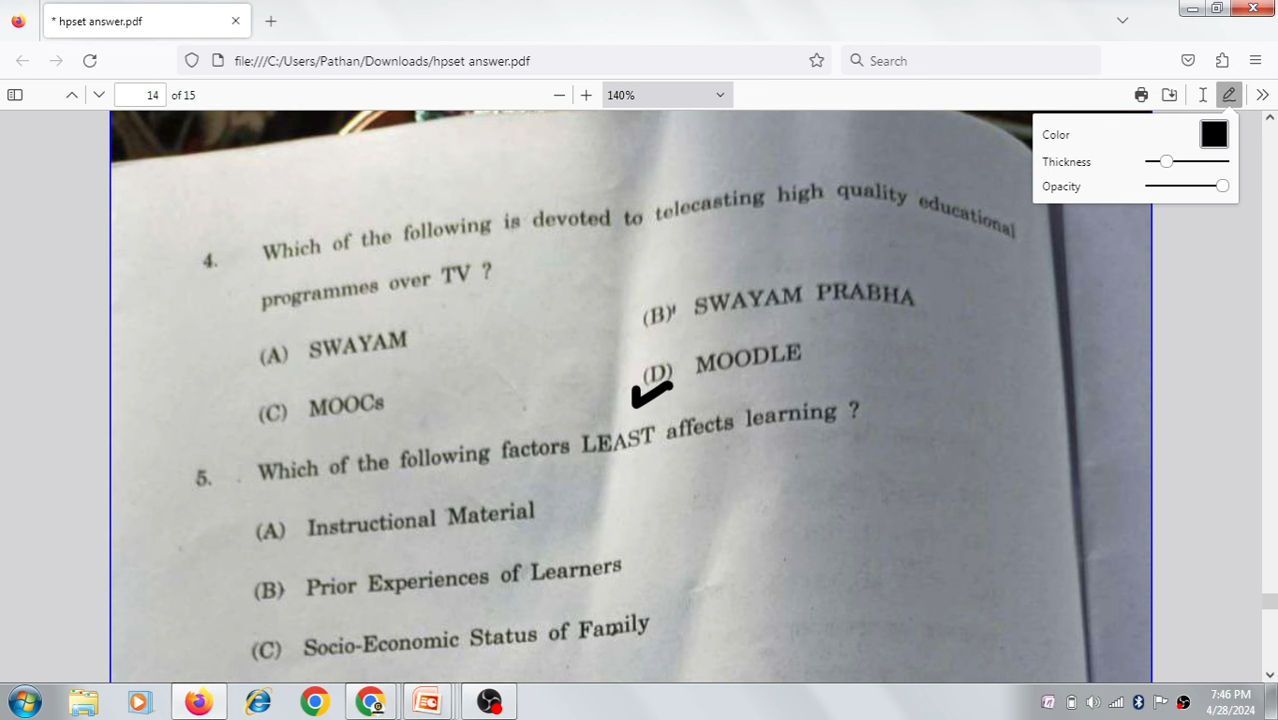 * hpset answer.pdf
file:///C:/Users/Pathan/Downloads/hpset answer.pdf
Search
14 of 15
140%
Color
Thickness
Opacity
4. Which of the following is devoted to telecasting high quality educational
programmes over TV ?
(A) SWAYAM (B) SWAYAM PRABHA
(C) MOOCs (D) MOODLE
5. Which of the following factors LEAST affects learning ?
(A) Instructional Material
(B) Prior Experiences of Learners
(C) Socio-Economic Status of Family
7:46 PM
4/28/2024